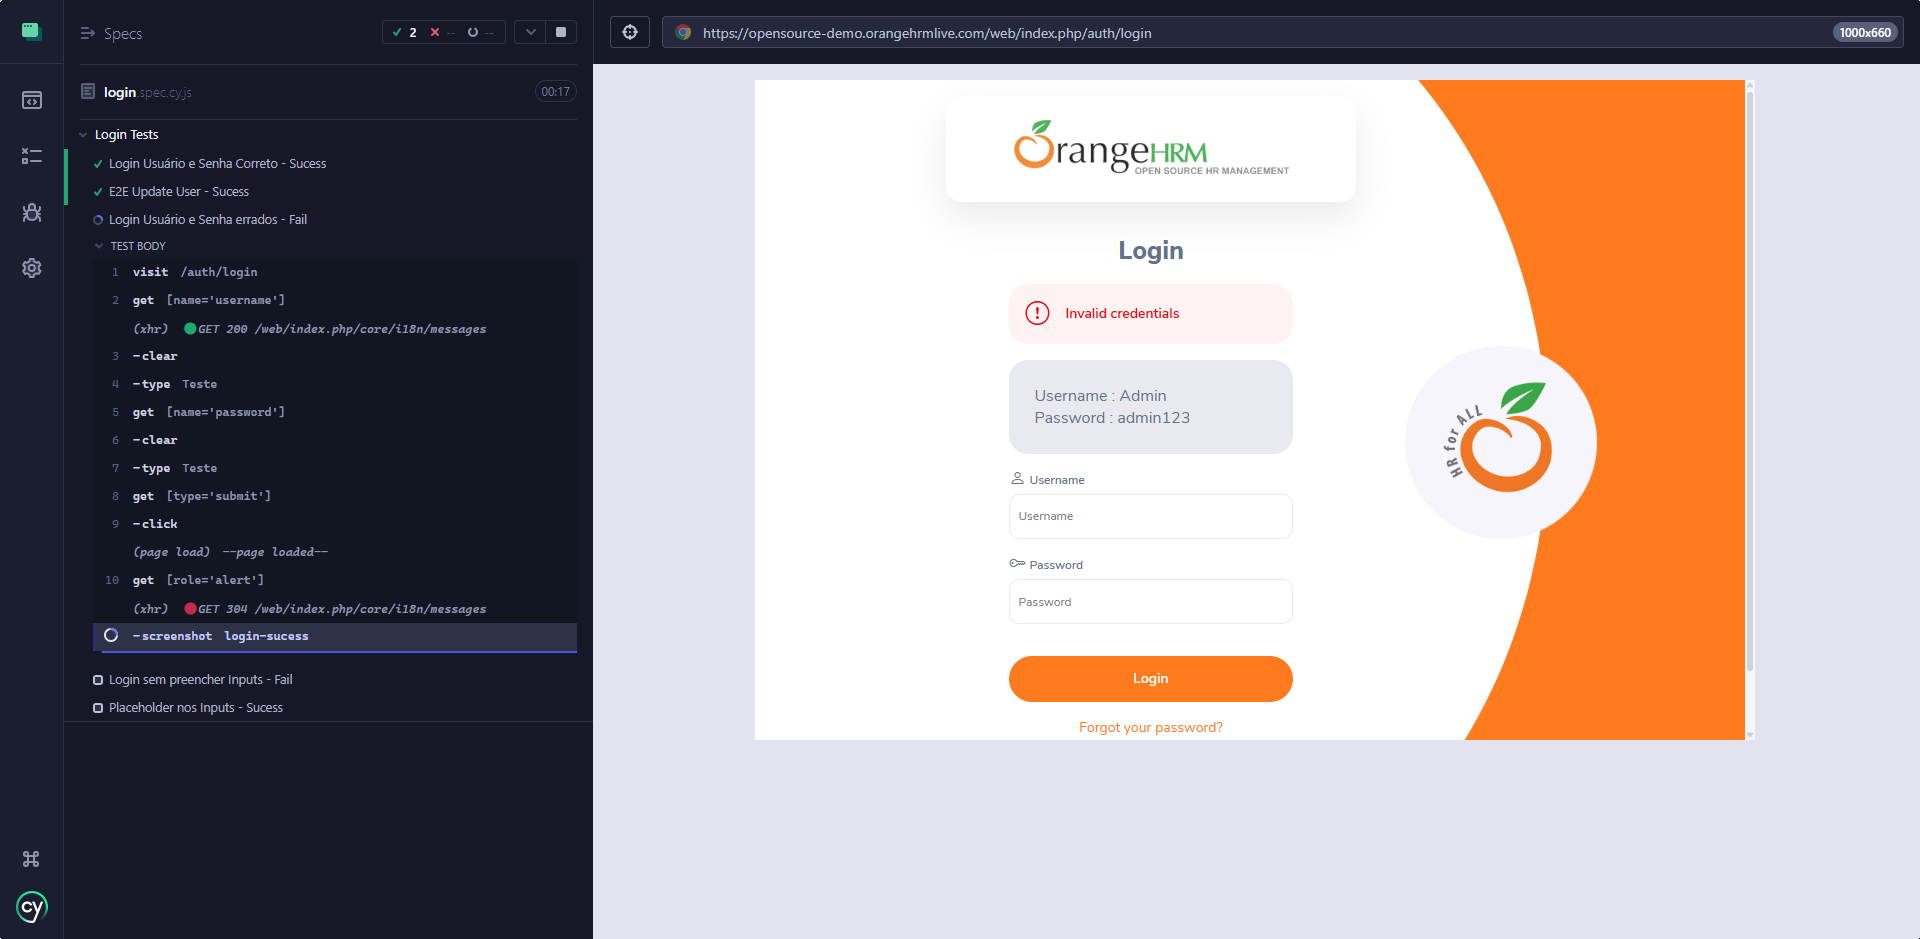 Specs
2 -- --
login.spec.cy.js
00:17
Login Tests
Login Usuário e Senha Correto - Sucess
E2E Update User - Sucess
Login Usuário e Senha errados - Fail
TEST BODY
1 visit /auth/login
2 get [name='username']
(xhr) GET 200 /web/index.php/core/i18n/messages
3 -clear
4 -type Teste
5 get [name='password']
6 -clear
7 -type Teste
8 get [type='submit']
9 -click
(page load) --page loaded--
10 get [role='alert']
(xhr) GET 304 /web/index.php/core/i18n/messages
-screenshot login-sucess
Login sem preencher Inputs - Fail
Placeholder nos Inputs - Sucess
cy
https://opensource-demo.orangehrmlive.com/web/index.php/auth/login
1000x660
OrangeHRM
OPEN SOURCE HR MANAGEMENT
Login
Invalid credentials
Username : Admin
Password : admin123
Username
Username
Password
Password
Login
Forgot your password?
HR for ALL